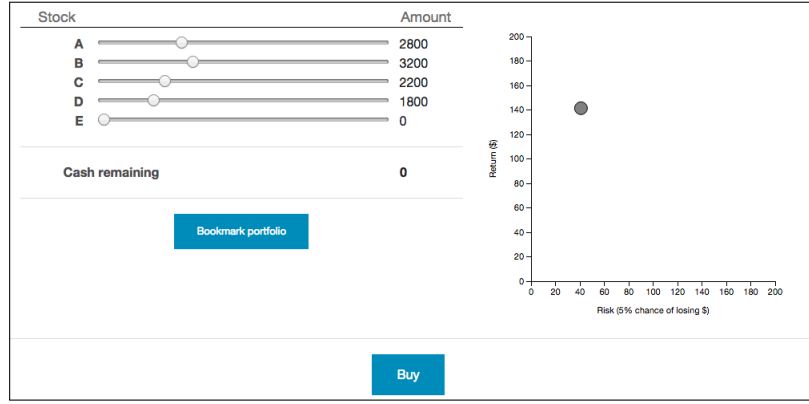 Stock Amount
A 2800
B 3200
C 2200
D 1800
E 0
Cash remaining 0
Bookmark portfolio
200
180
160
140
120
100
80
60
40
20
0
Return ($)
0 20 40 60 80 100 120 140 160 180 200
Risk (5% chance of losing $)
Buy